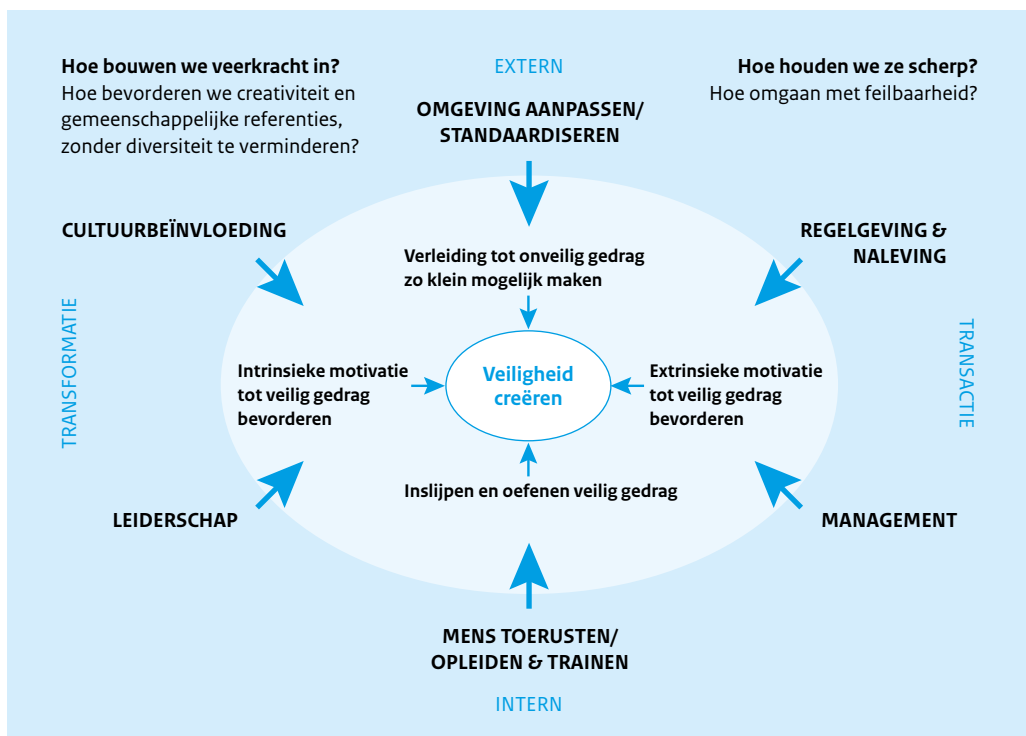 Hoe bouwen we veerkracht in?
Hoe bevorderen we creativiteit en
gemeenschappelijke referenties,
zonder diversiteit te verminderen?
EXTERN
OMGEVING AANPASSEN/
STANDAARDISEREN
Hoe houden we ze scherp?
Hoe omgaan met feilbaarheid?
CULTUURBEÏNVLOEDING
REGELGEVING &
NALEVING
Verleiding tot onveilig gedrag
zo klein mogelijk maken
TRANSFORMATIE
Intrinsieke motivatie
tot veilig gedrag
bevorderen
Veiligheid
creëren
Extrinsieke motivatie
tot veilig gedrag
bevorderen
TRANSACTIE
Inslijpen en oefenen veilig gedrag
LEIDERSCHAP
MANAGEMENT
MENS TOERUSTEN/
OPLEIDEN & TRAINEN
INTERN